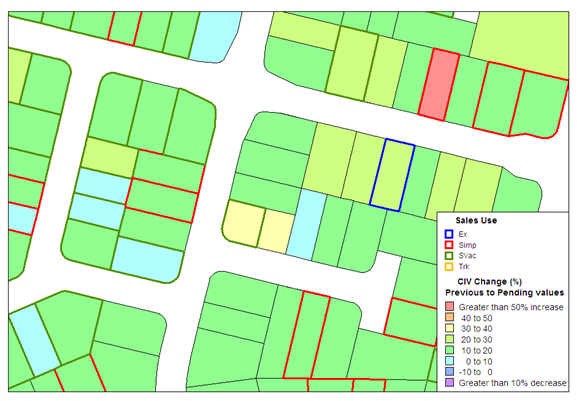 Sales Use
Ex
Simp
SVac
Trk
CIV Change (%)
Previous to Pending values
Greater than 50% increase
40 to 50
30 to 40
20 to 30
10 to 20
0 to 10
-10 to 0
Greater than 10% decrease